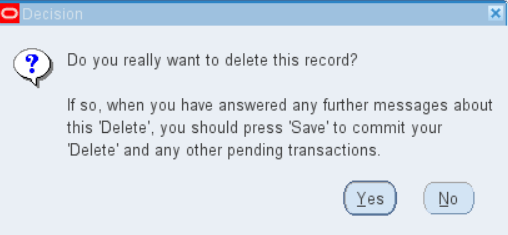 Decision
Do you really want to delete this record?
If so, when you have answered any further messages about
this 'Delete', you should press 'Save' to commit your
'Delete' and any other pending transactions.
Yes No